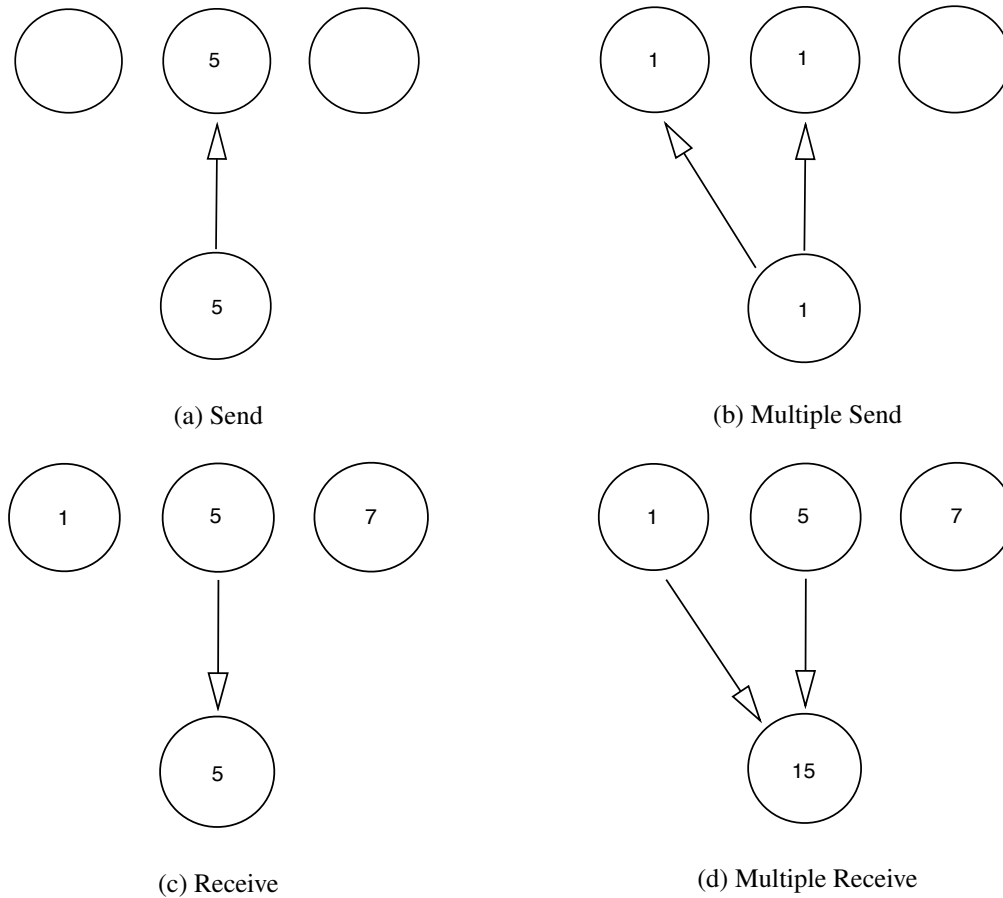 5
1 1
5
1
(a) Send
(b) Multiple Send
1 5 7
1 5 7
5
15
(c) Receive
(d) Multiple Receive